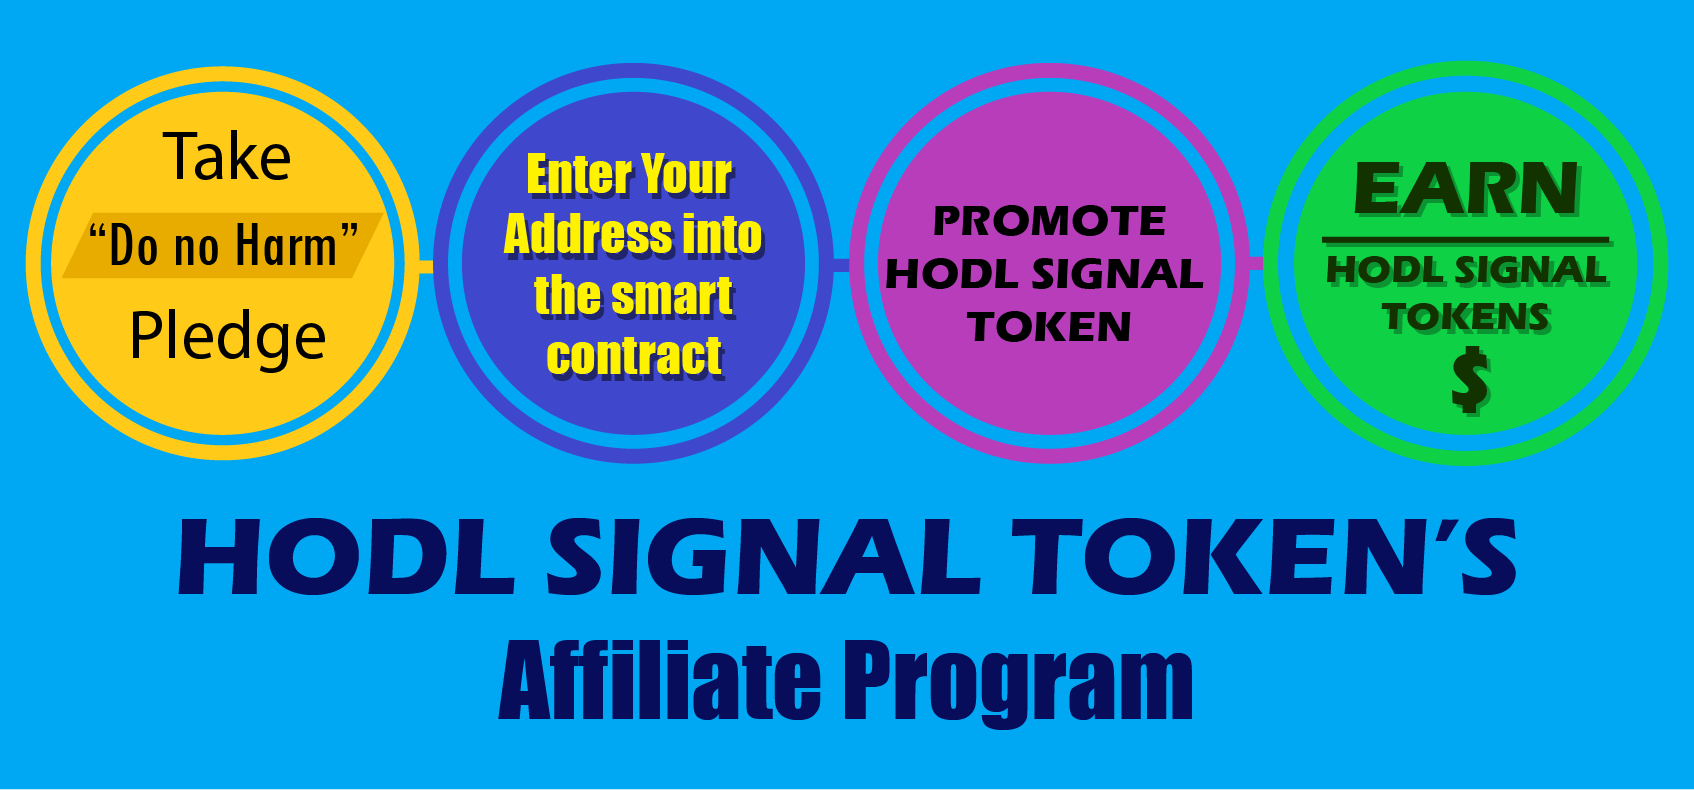 Take
“Do no Harm”
Pledge
Enter Your
Address into
the smart
contract
PROMOTE
HODL SIGNAL
TOKEN
EARN
HODL SIGNAL
TOKENS
$
HODL SIGNAL TOKEN’S
Affiliate Program